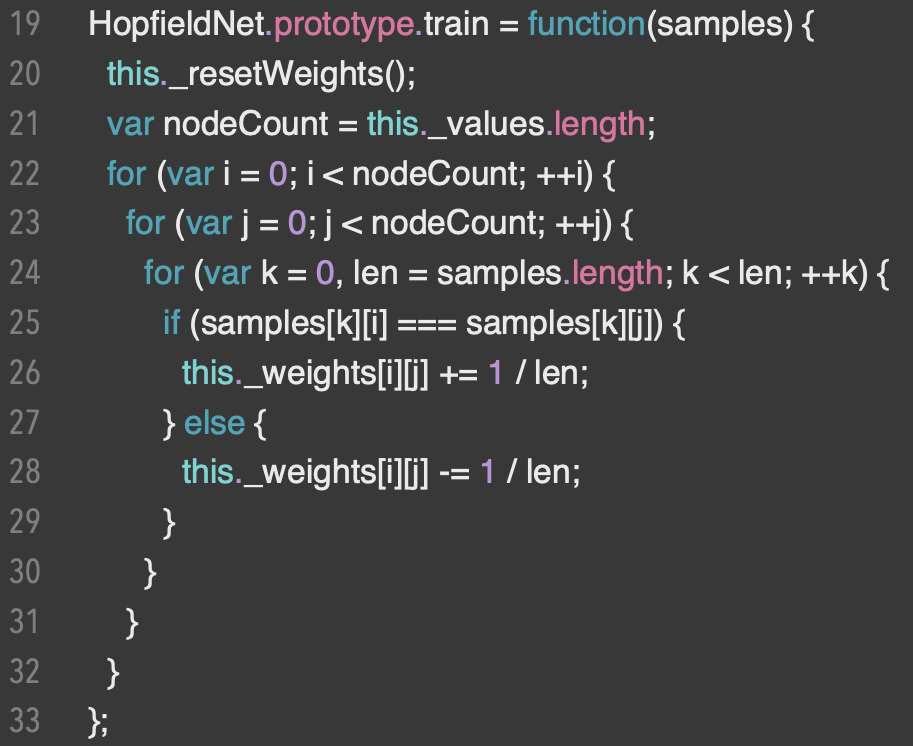 19 HopfieldNet.prototype.train = function(samples) {
20 this._resetWeights();
21 var nodeCount = this._values.length;
22 for (var i = 0; i < nodeCount; ++i) {
23 for (var j = 0; j < nodeCount; ++j) {
24 for (var k = 0, len = samples.length; k < len; ++k) {
25 if (samples[k][i] === samples[k][j]) {
26 this._weights[i][j] += 1 / len;
27 } else {
28 this._weights[i][j] -= 1 / len;
29 }
30 }
31 }
32 }
33 };